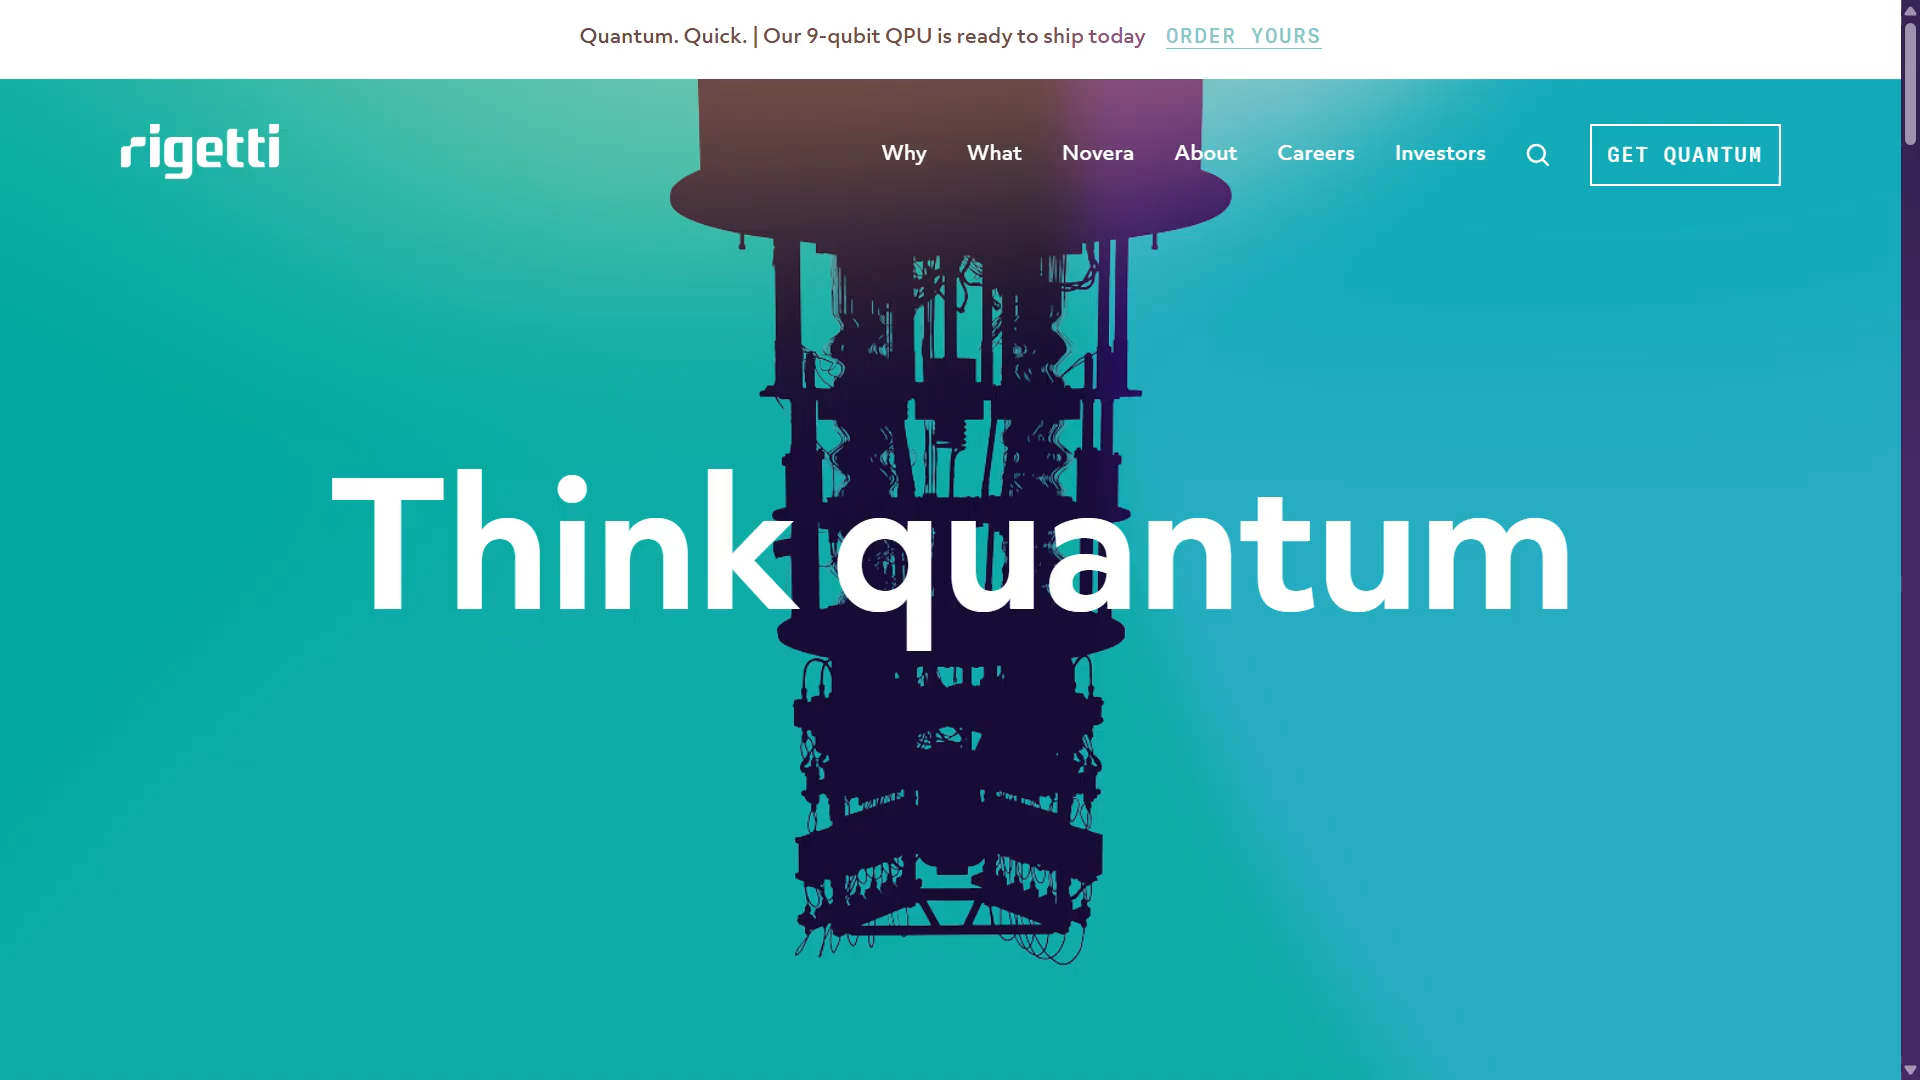 Quantum. Quick. | Our 9-qubit QPU is ready to ship today ORDER YOURS
rigetti
Why What Novera About Careers Investors GET QUANTUM
Think quantum